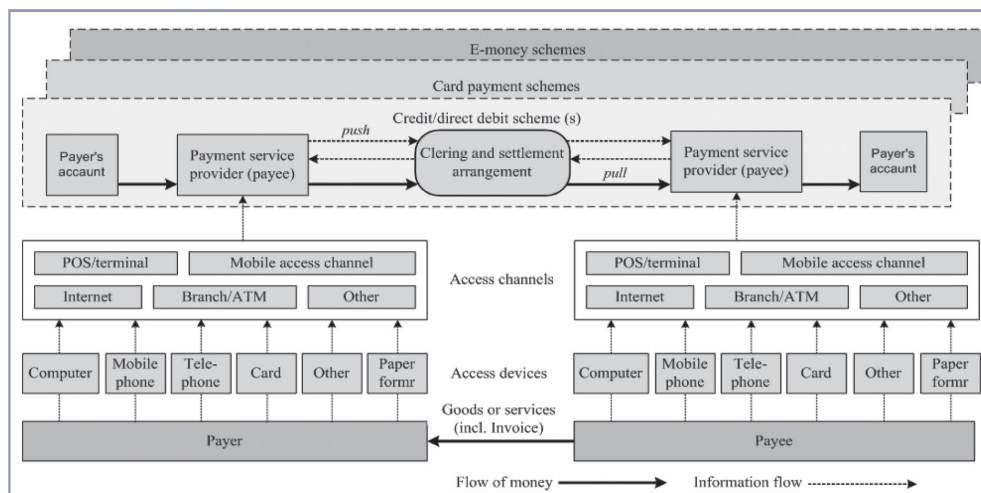 E-money schemes
Card payment schemes
Credit/direct debit scheme (s)
push
Payer's
accaunt
Payment service
provider (payee)
Clering and settlement
arrangement
pull
Payment service
provider (payee)
Payer's
accaunt
POS/terminal
Mobile access channel
Internet
Branch/ATM
Other
Access channels
POS/terminal
Mobile access channel
Internet
Branch/ATM
Other
Computer
Mobile
phone
Tele-
phone
Card
Other
Paper
formr
Access devices
Computer
Mobile
phone
Tele-
phone
Card
Other
Paper
formr
Payer
Goods or services
(incl. Invoice)
Payee
Flow of money
Information flow